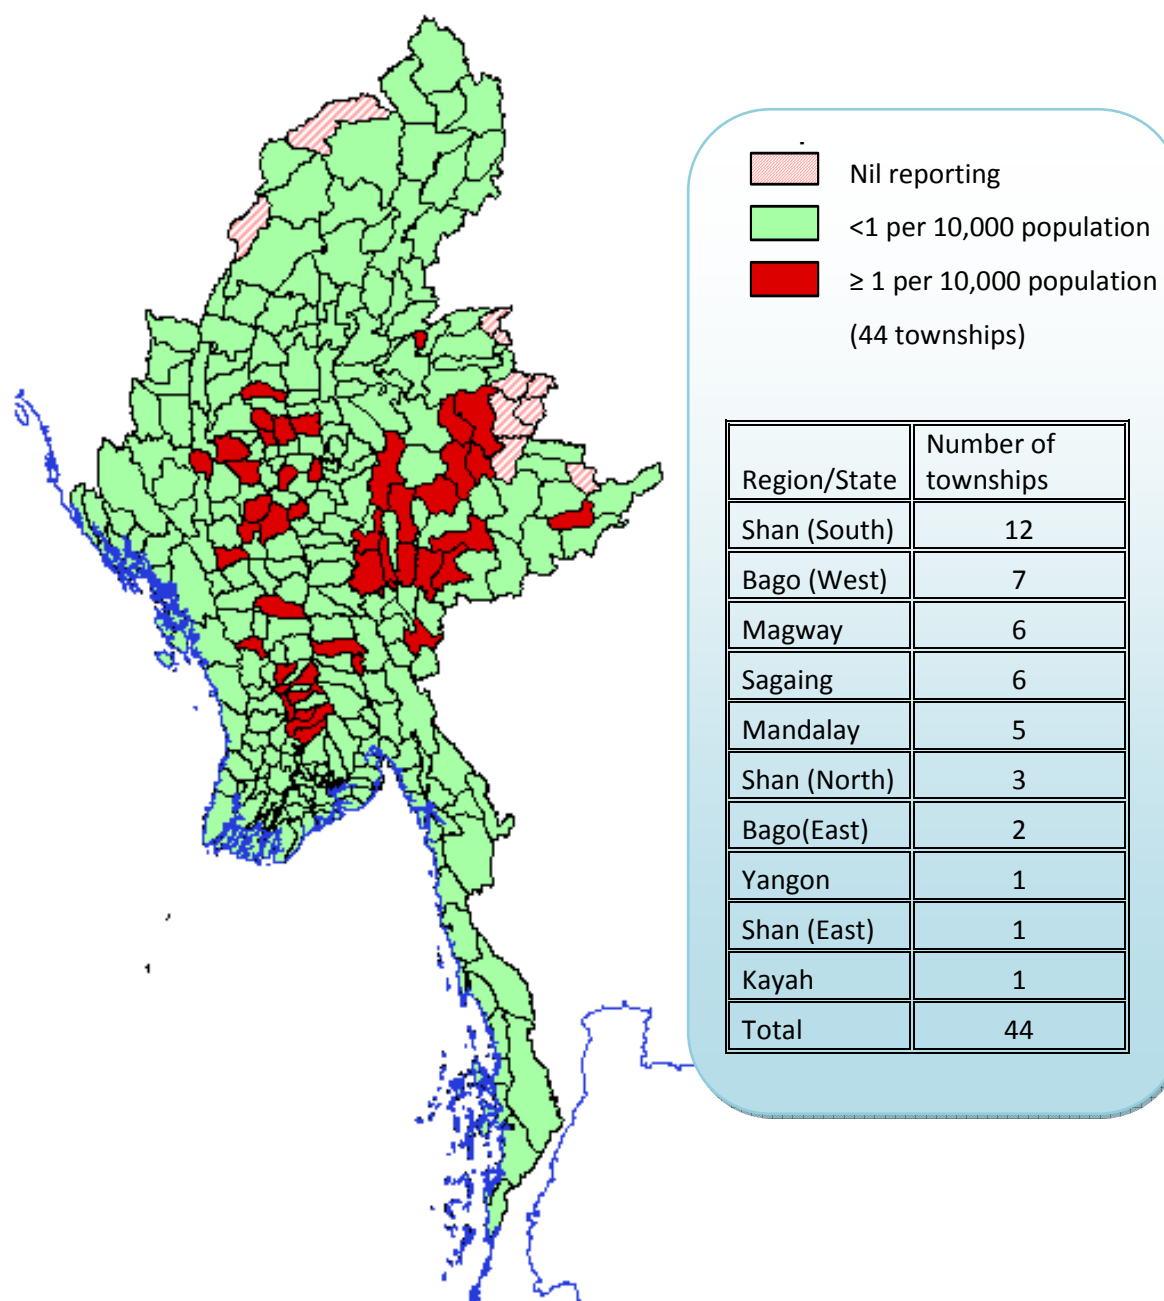 Nil reporting
<1 per 10,000 population
≥ 1 per 10,000 population
(44 townships)
Region/State Number of townships
Shan (South) 12
Bago (West) 7
Magway 6
Sagaing 6
Mandalay 5
Shan (North) 3
Bago(East) 2
Yangon 1
Shan (East) 1
Kayah 1
Total 44